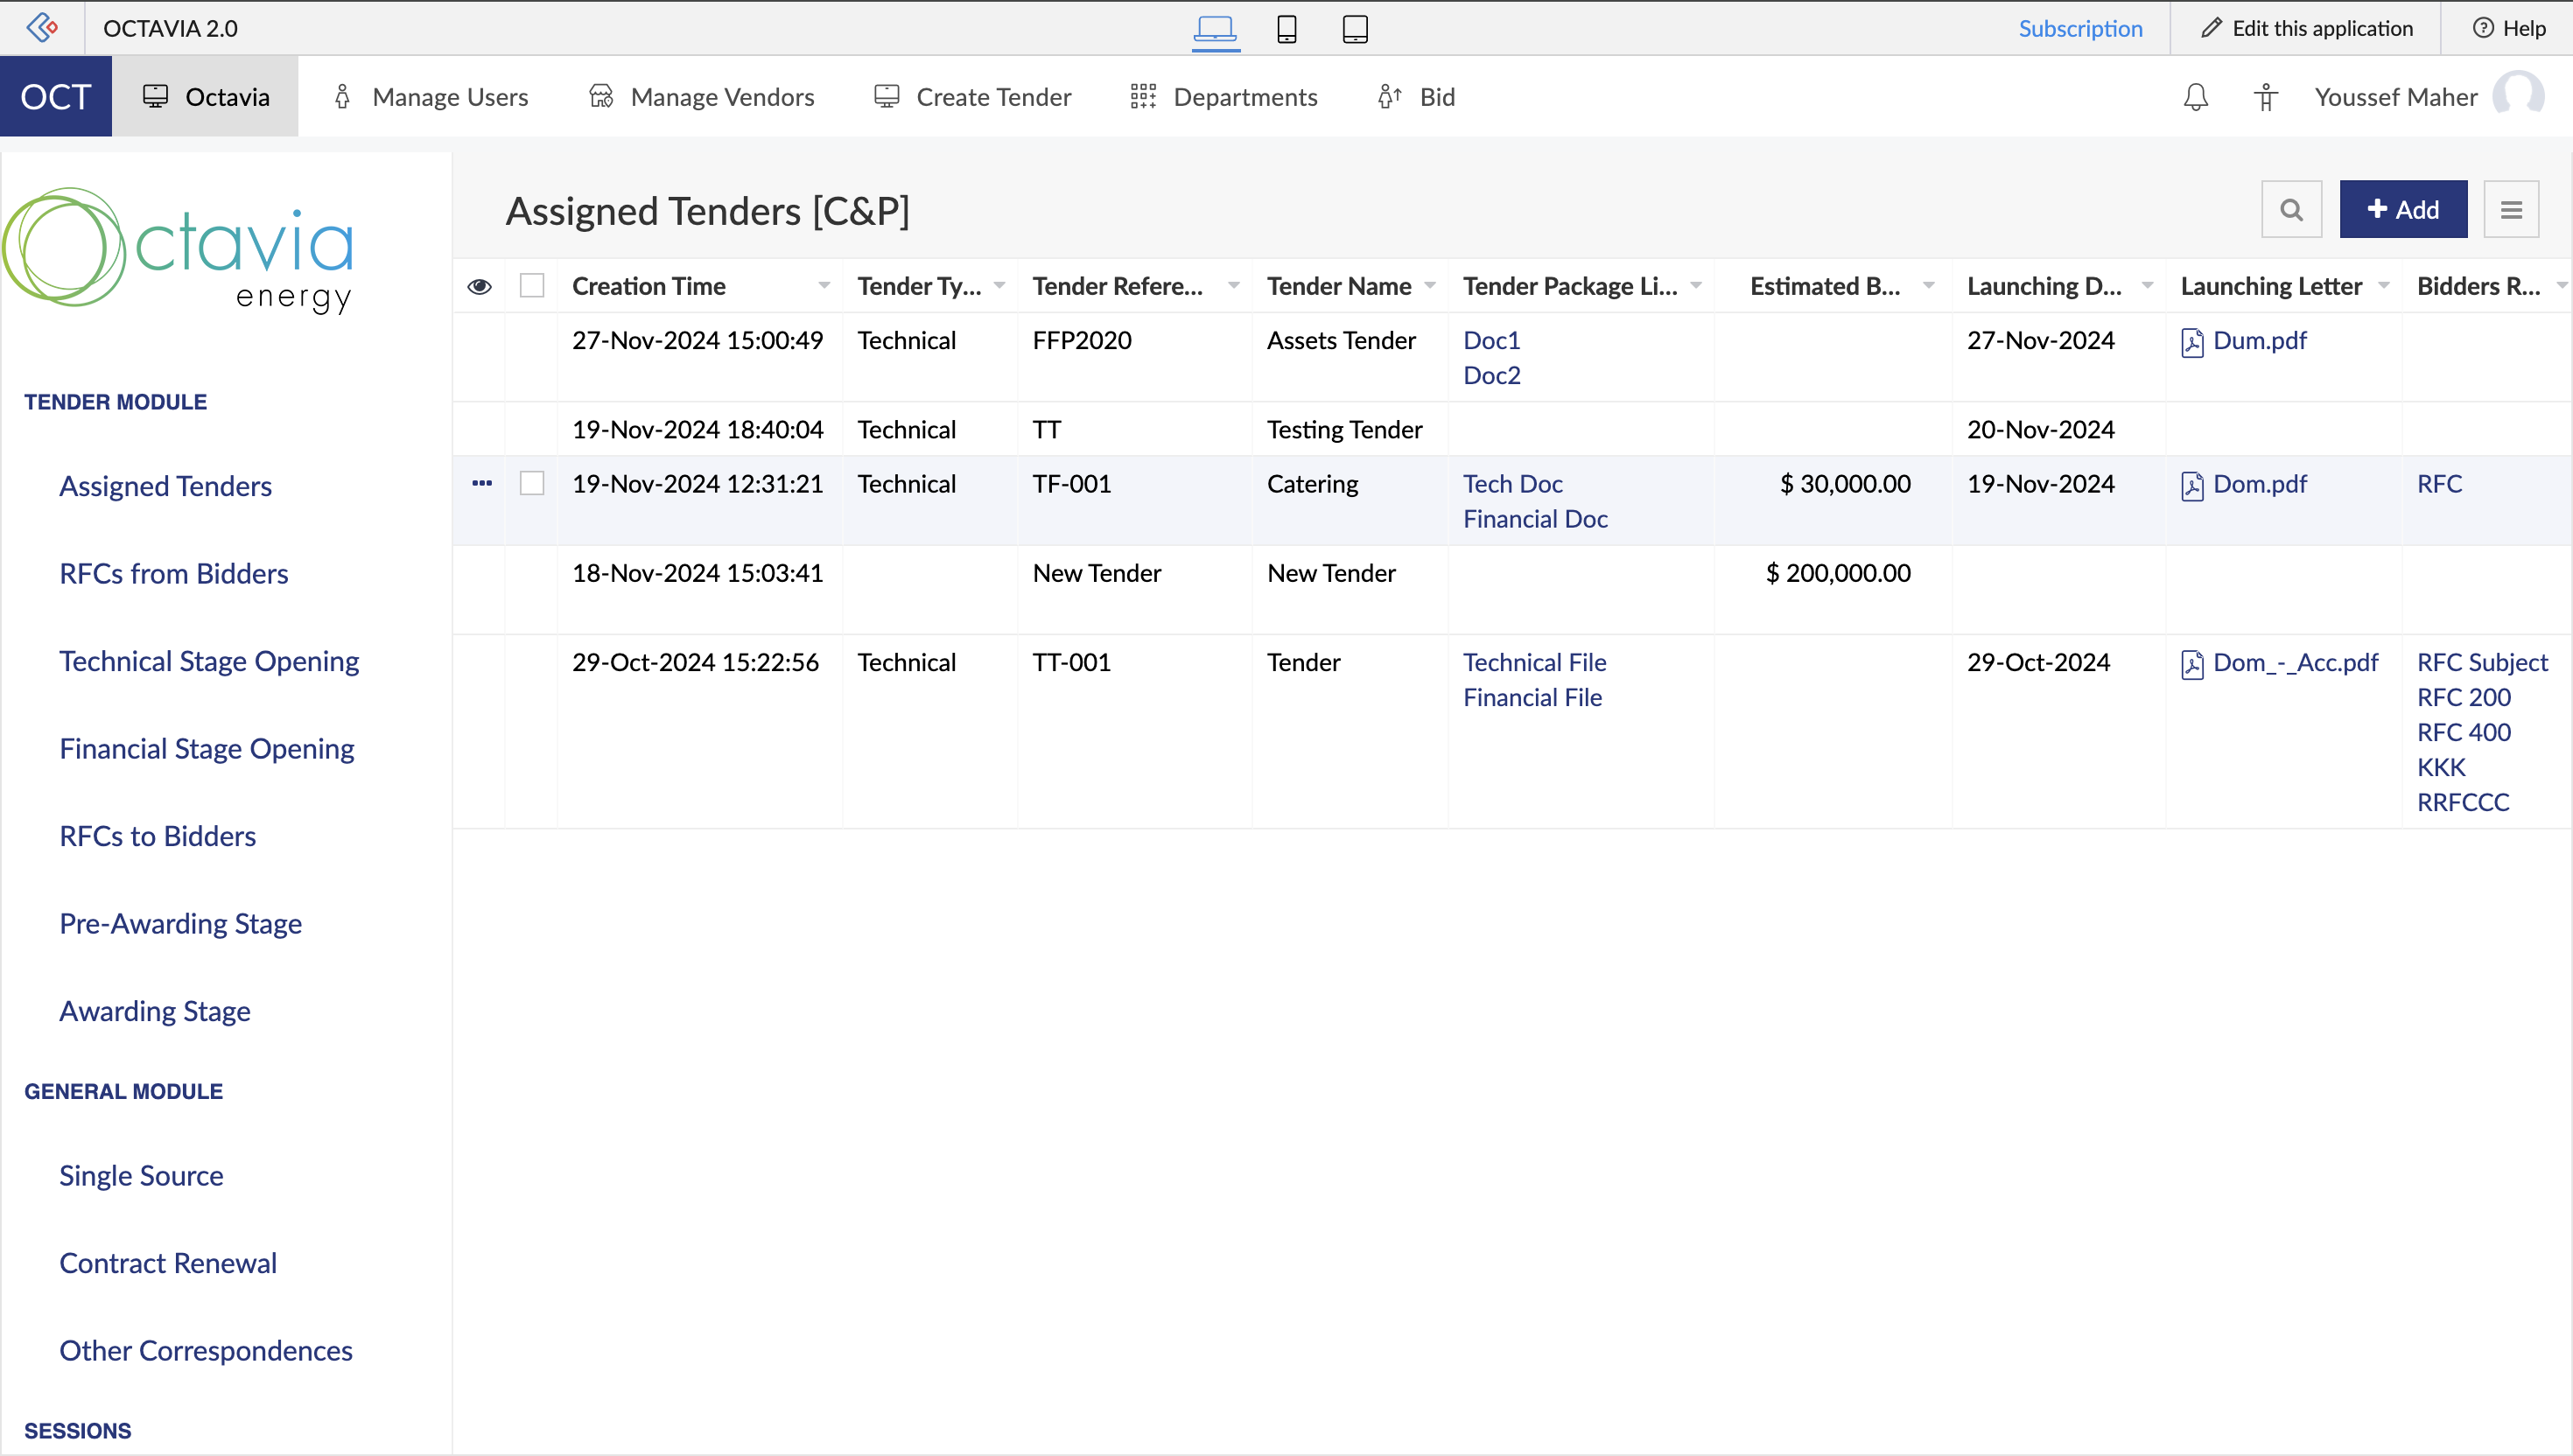 OCTAVIA 2.0
Subscription
Edit this application
Help
OCT
Octavia
Manage Users
Manage Vendors
Create Tender
Departments
Bid
Youssef Maher
Octavia
energy
TENDER MODULE
Assigned Tenders
RFCs from Bidders
Technical Stage Opening
Financial Stage Opening
RFCs to Bidders
Pre-Awarding Stage
Awarding Stage
GENERAL MODULE
Single Source
Contract Renewal
Other Correspondences
SESSIONS
Assigned Tenders [C&P]
Add
Creation Time Tender Ty... Tender Refere... Tender Name Tender Package Li... Estimated B... Launching D... Launching Letter Bidders R...
27-Nov-2024 15:00:49 Technical FFP2020 Assets Tender Doc1 27-Nov-2024 Dum.pdf
Doc2
19-Nov-2024 18:40:04 Technical TT Testing Tender 20-Nov-2024
19-Nov-2024 12:31:21 Technical TF-001 Catering Tech Doc $ 30,000.00 19-Nov-2024 Dom.pdf RFC
Financial Doc
18-Nov-2024 15:03:41 New Tender New Tender $ 200,000.00
29-Oct-2024 15:22:56 Technical TT-001 Tender Technical File 29-Oct-2024 Dom_-_Acc.pdf RFC Subject
Financial File RFC 200
RFC 400
KKK
RRFCCC